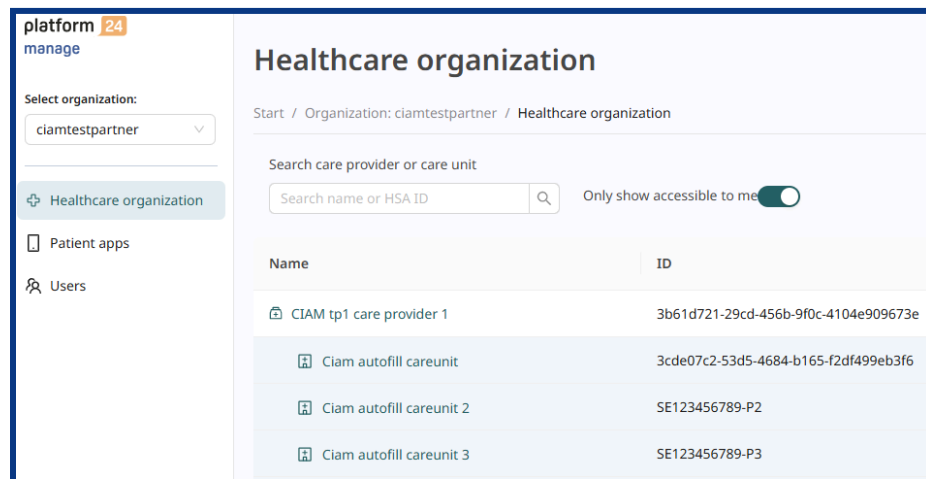 platform 24
manage
Select organization:
ciamtestpartner
Healthcare organization
Patient apps
Users
Healthcare organization
Start / Organization: ciamtestpartner / Healthcare organization
Search care provider or care unit
Search name or HSA ID
Only show accessible to me
Name ID
CIAM tp1 care provider 1 3b61d721-29cd-456b-9f0c-4104e909673e
Ciam autofill careunit 3cde07c2-53d5-4684-b165-f2df499eb3f6
Ciam autofill careunit 2 SE123456789-P2
Ciam autofill careunit 3 SE123456789-P3